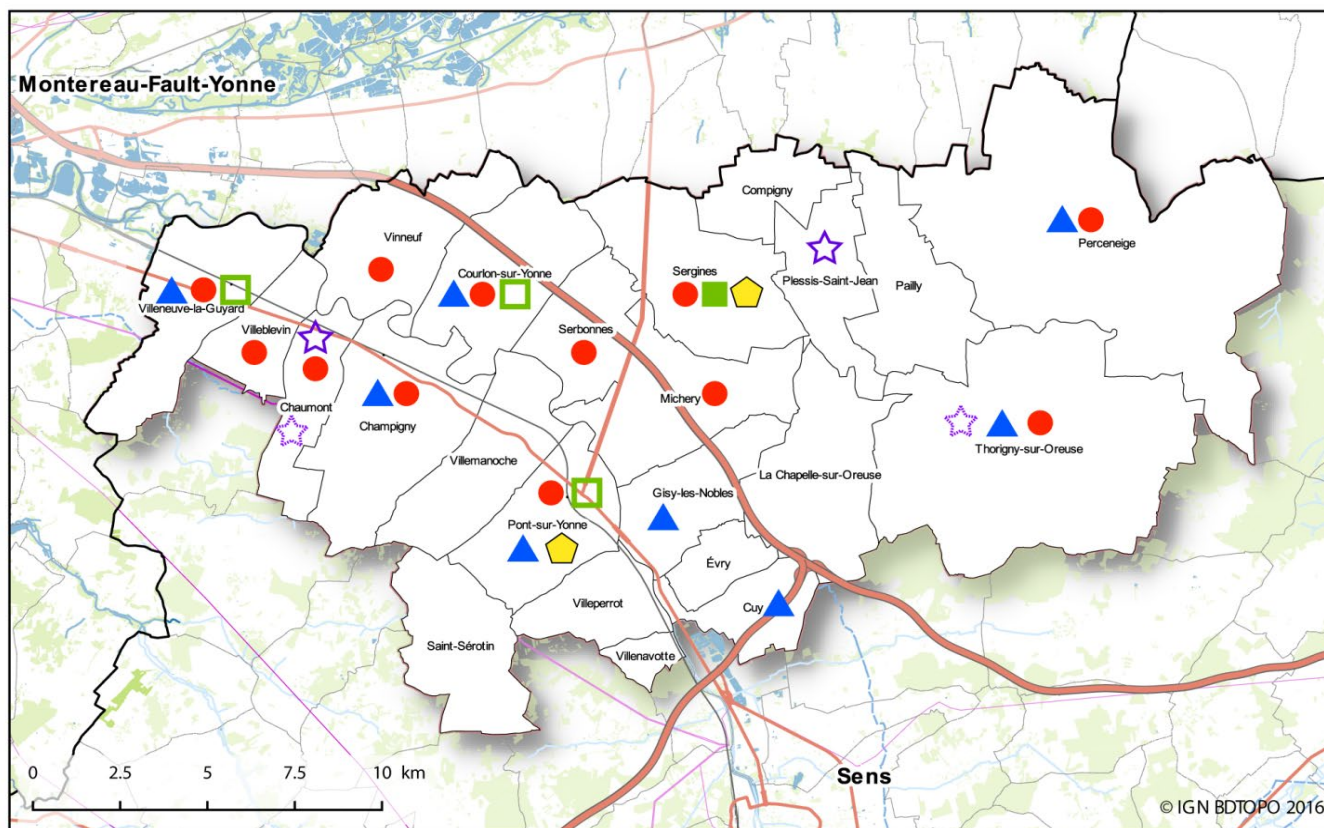 Montereau-Fault-Yonne
Compigny
Vinneuf
Perceneige
Courlon-sur-Yonne
Sergines
Plessis-Saint-Jean
Pailly
Villeneuve-la-Guyard
Villeblevin
Serbonnes
Michery
Chaumont
Champigny
Villemanoche
La Chapelle-sur-Oreuse
Thorigny-sur-Oreuse
Gisy-les-Nobles
Pont-sur-Yonne
Évry
Villeperrot
Cuy
Saint-Sérotin
Villenavotte
0 2.5 5 7.5 10 km
Sens
© IGN BDTOPO 2016